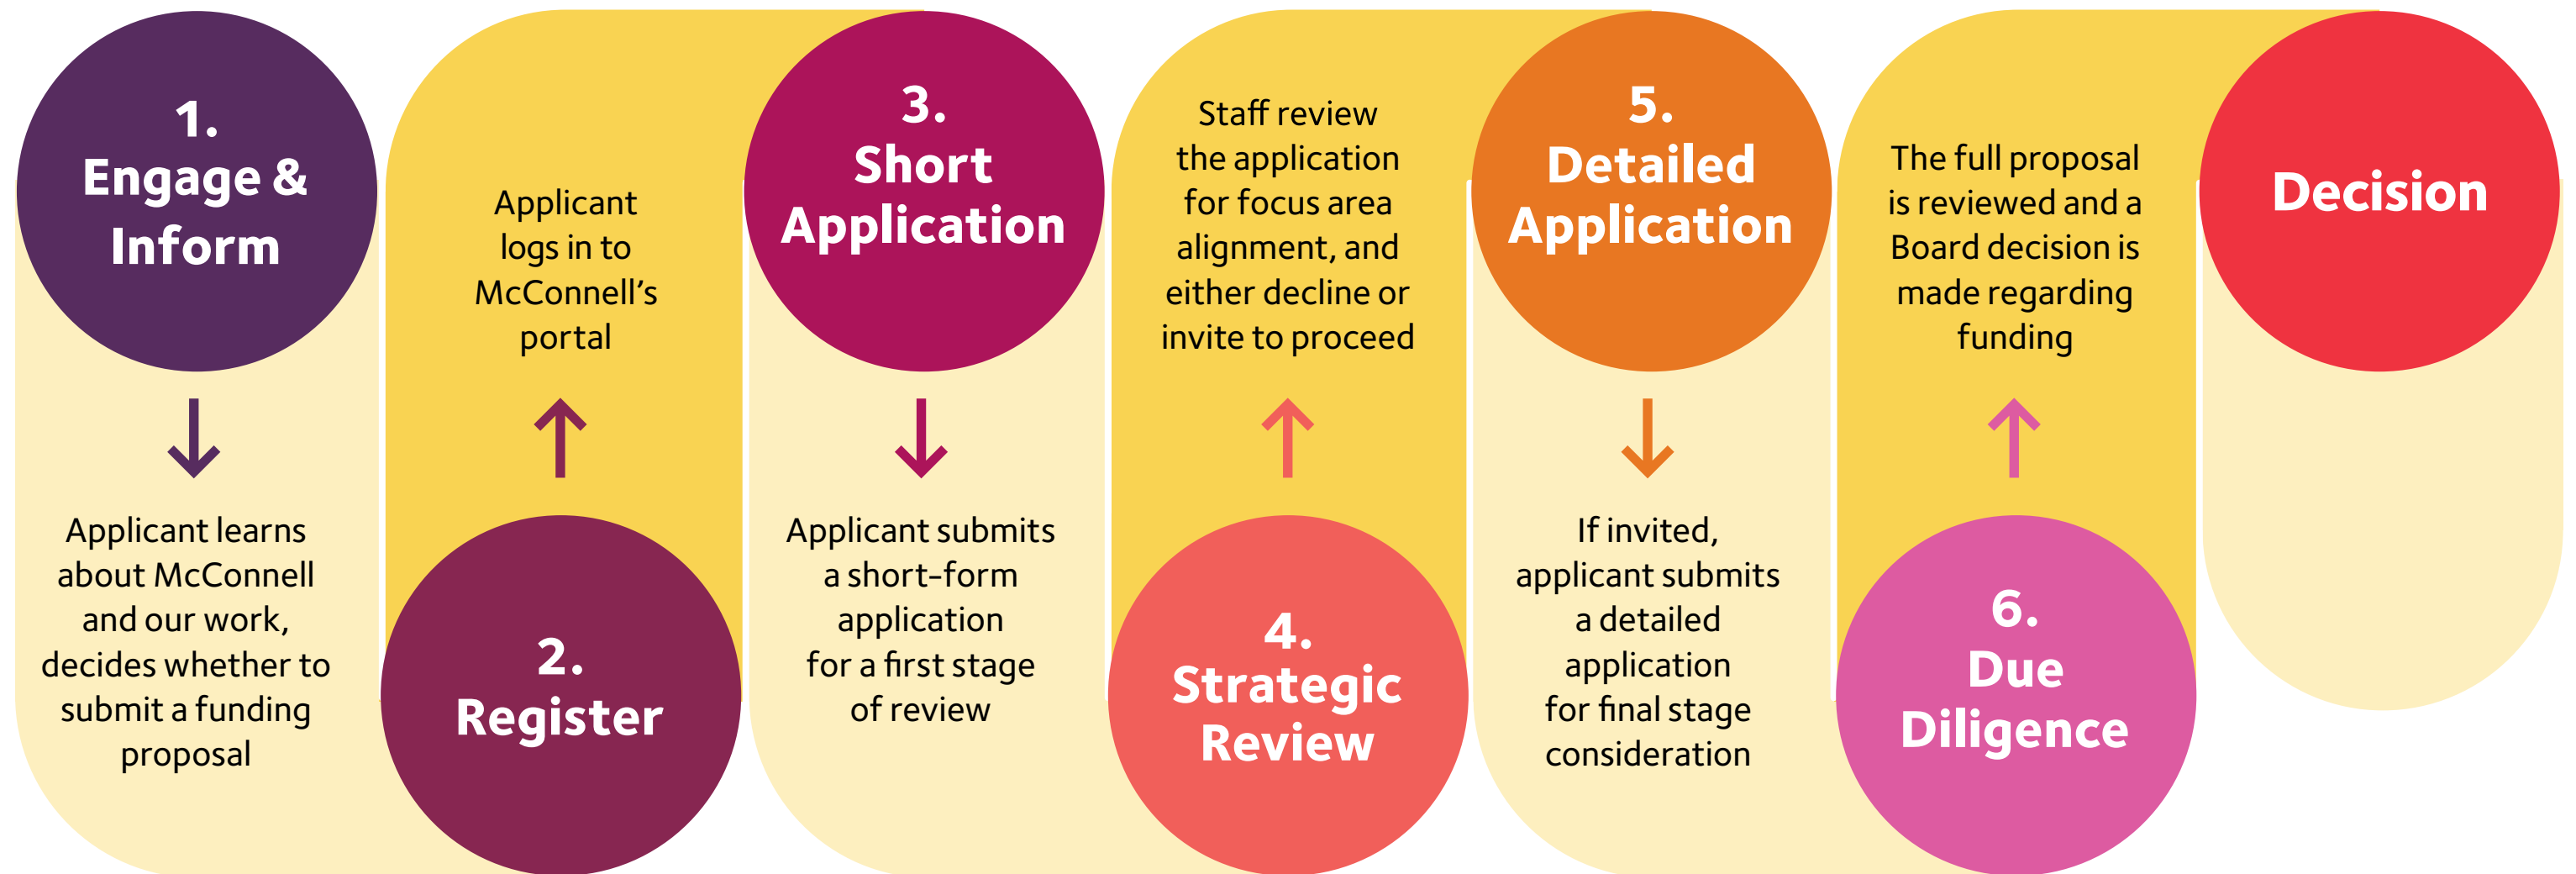 1.
Engage &
Inform
Applicant learns
about McConnell
and our work,
decides whether to
submit a funding
proposal
2.
Register
Applicant
logs in to
McConnell's
portal
3.
Short
Application
Applicant submits
a short-form
application
for a first stage
of review
4.
Strategic
Review
Staff review
the application
for focus area
alignment, and
either decline or
invite to proceed
5.
Detailed
Application
If invited,
applicant submits
a detailed
application
for final stage
consideration
6.
Due
Diligence
The full proposal
is reviewed and a
Board decision is
made regarding
funding
Decision